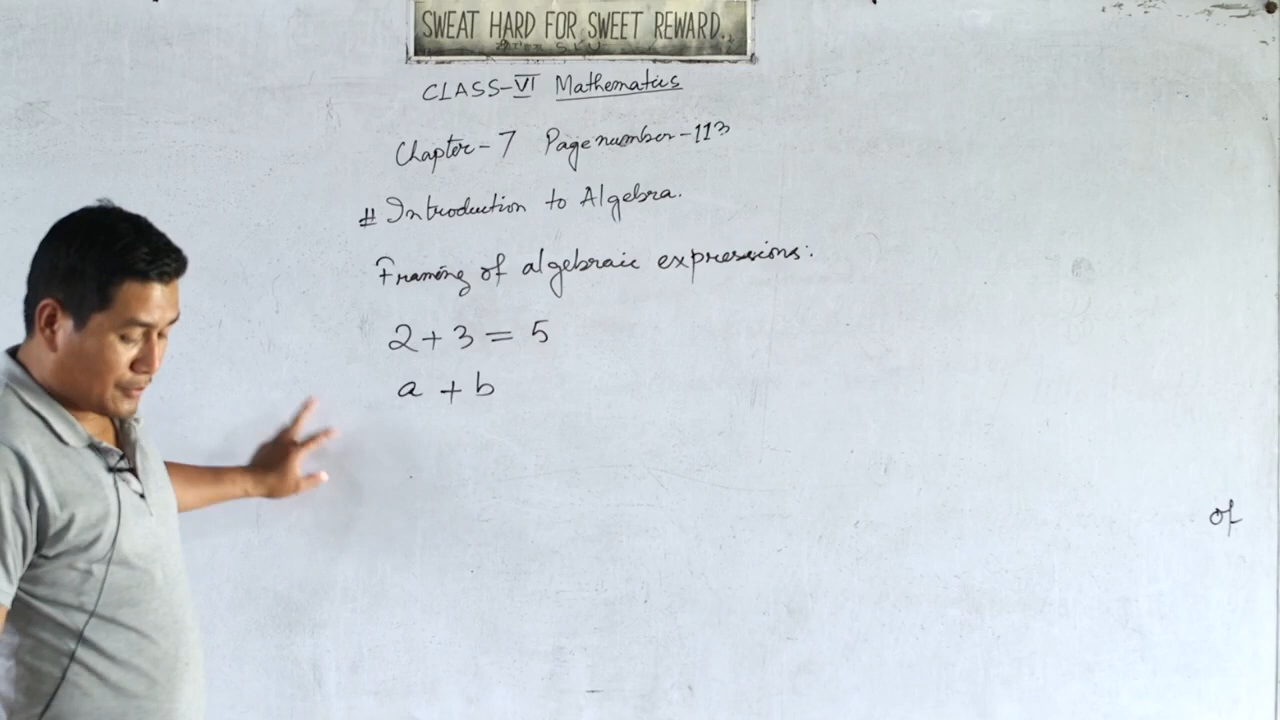 SWEAT HARD FOR SWEET REWARD.
CLASS-VI Mathematics
Chapter-7 Page number-113
# Introduction to Algebra.
Framing of algebraic expressions:
2+3=5
a+b
of